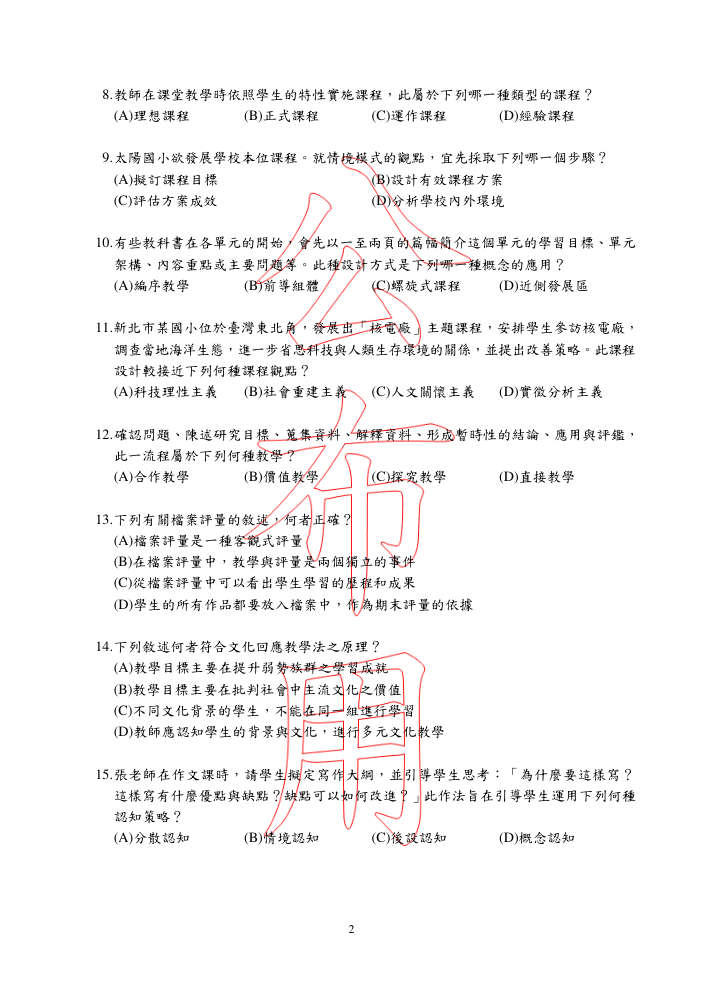 8.教師在課堂教學時依照學生的特性實施課程，此屬於下列哪一種類型的課程？
(A)理想課程 (B)正式課程 (C)運作課程 (D)經驗課程
9.太陽國小欲發展學校本位課程。就情境模式的觀點，宜先採取下列哪一個步驟？
(A)擬訂課程目標 (B)設計有效課程方案
(C)評估方案成效 (D)分析學校內外環境
10.有些教科書在各單元的開始，會先以一至兩頁的篇幅簡介這個單元的學習目標、單元
架構、內容重點或主要問題等。此種設計方式是下列哪一種概念的應用？
(A)編序教學 (B)前導組體 (C)螺旋式課程 (D)近側發展區
11.新北市某國小位於臺灣東北角，發展出「核電廠」主題課程，安排學生參訪核電廠，
調查當地海洋生態，進一步省思科技與人類生存環境的關係，並提出改善策略。此課程
設計較接近下列何種課程觀點？
(A)科技理性主義 (B)社會重建主義 (C)人文關懷主義 (D)實徵分析主義
12.確認問題、陳述研究目標、蒐集資料、解釋資料、形成暫時性的結論、應用與評鑑，
此一流程屬於下列何種教學？
(A)合作教學 (B)價值教學 (C)探究教學 (D)直接教學
13.下列有關檔案評量的敘述，何者正確？
(A)檔案評量是一種客觀式評量
(B)在檔案評量中，教學與評量是兩個獨立的事件
(C)從檔案評量中可以看出學生學習的歷程和成果
(D)學生的所有作品都要放入檔案中，作為期末評量的依據
14.下列敘述何者符合文化回應教學法之原理？
(A)教學目標主要在提升弱勢族群之學習成就
(B)教學目標主要在批判社會中主流文化之價值
(C)不同文化背景的學生，不能在同一組進行學習
(D)教師應認知學生的背景與文化，進行多元文化教學
15.張老師在作文課時，請學生擬定寫作大綱，並引導學生思考：「為什麼要這樣寫？
這樣寫有什麼優點與缺點？缺點可以如何改進？」此作法旨在引導學生運用下列何種
認知策略？
(A)分散認知 (B)情境認知 (C)後設認知 (D)概念認知
公布用
2